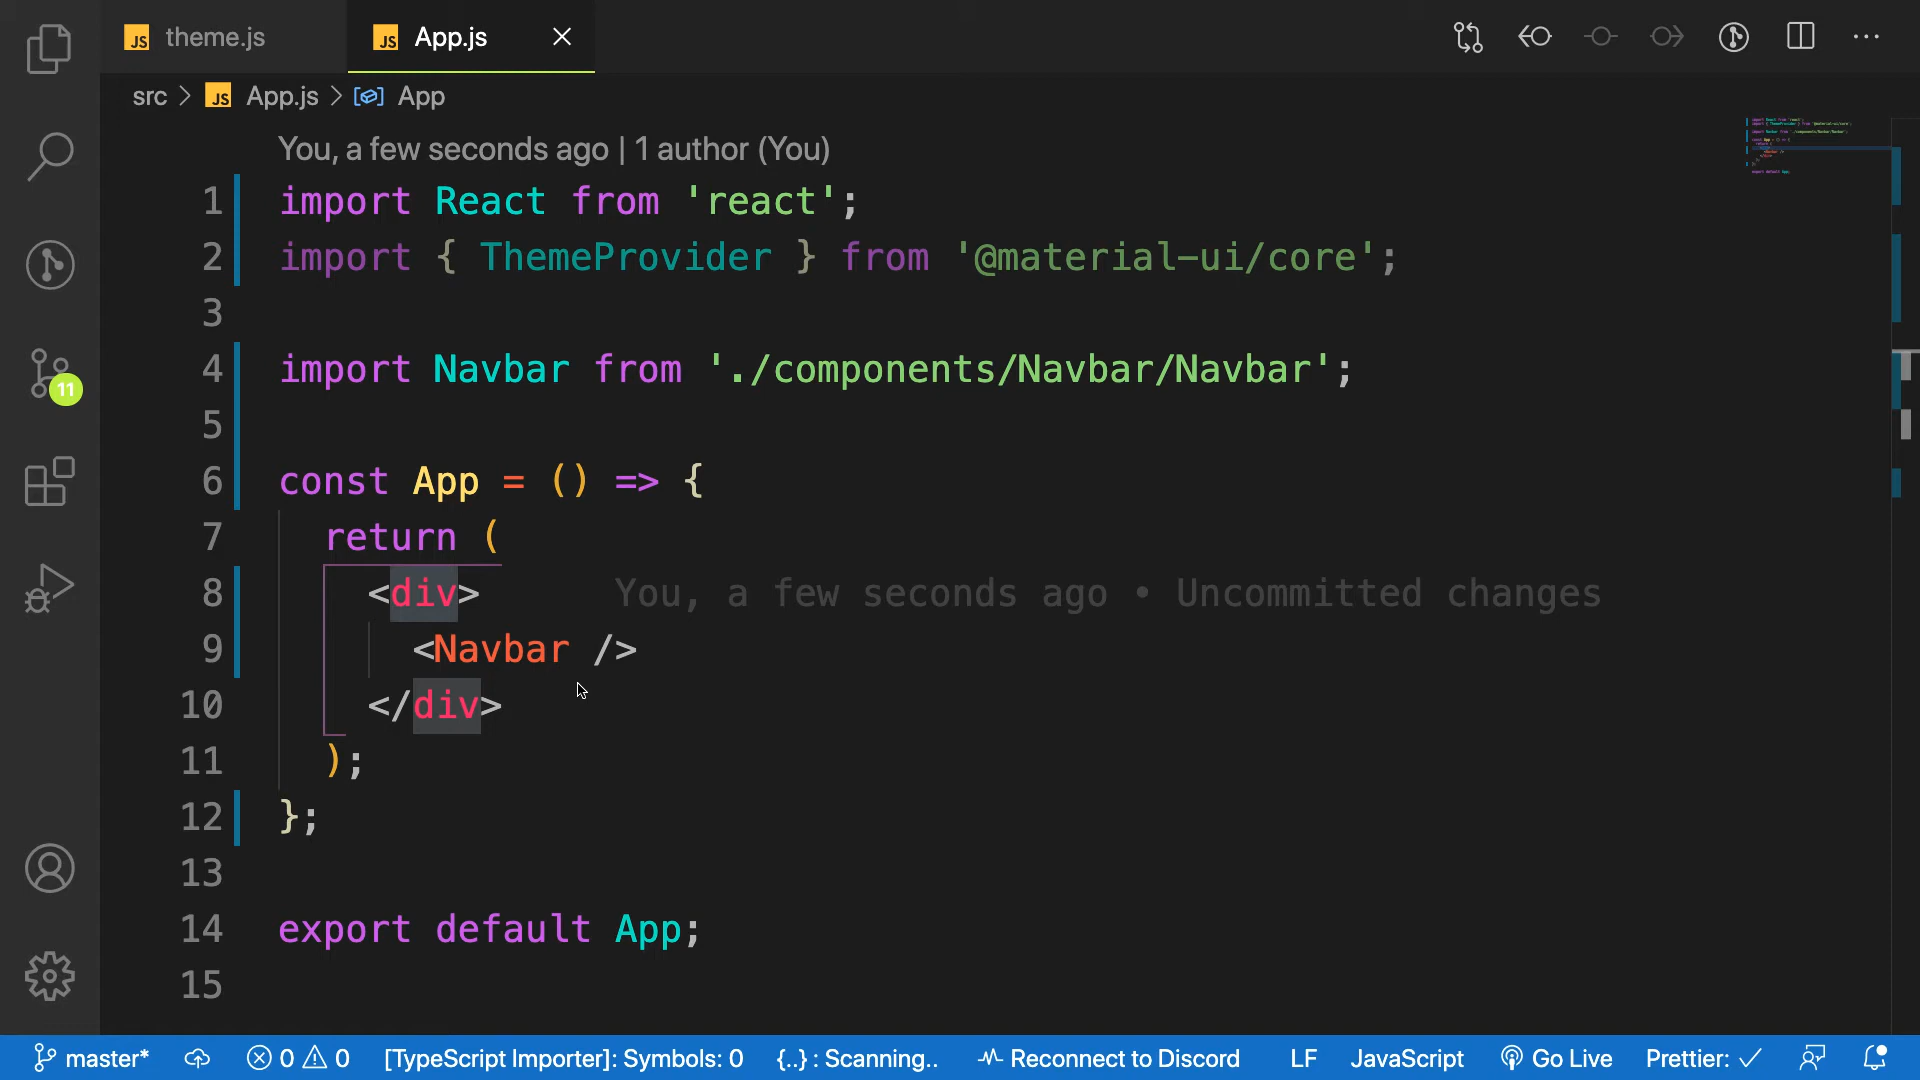 JS theme.js
JS App.js
src > JS App.js > App
You, a few seconds ago | 1 author (You)
1 import React from 'react';
2 import { ThemeProvider } from '@material-ui/core';
3
4 import Navbar from './components/Navbar/Navbar';
5
6 const App = () => {
7 return (
8 <div> You, a few seconds ago • Uncommitted changes
9 <Navbar />
10 </div>
11 );
12 };
13
14 export default App;
15
11
master* 0 0 [TypeScript Importer]: Symbols: 0 {..} : Scanning.. Reconnect to Discord LF JavaScript Go Live Prettier: ✓